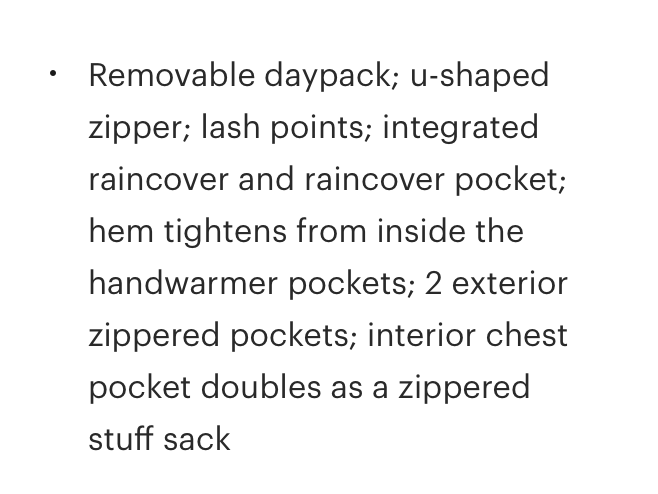 • Removable daypack; u-shaped
zipper; lash points; integrated
raincover and raincover pocket;
hem tightens from inside the
handwarmer pockets; 2 exterior
zippered pockets; interior chest
pocket doubles as a zippered
stuff sack